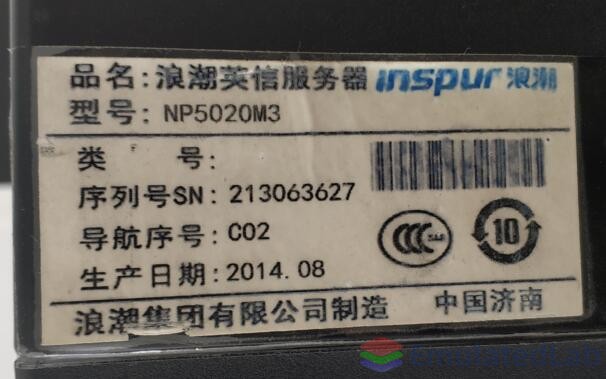 品名: 浪潮英信服务器 inspur 浪潮
型号: NP5020M3
类 号:
序列号SN: 213063627
导航序号: C02
生产日期: 2014.08
CCC S&E
10
浪潮集团有限公司制造 中国济南